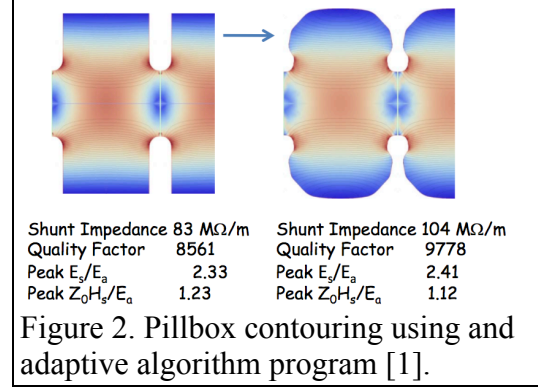 Shunt Impedance 83 MΩ/m
Quality Factor 8561
Peak Eₛ/Eₐ 2.33
Peak Z₀Hₛ/Eₐ 1.23
Shunt Impedance 104 MΩ/m
Quality Factor 9778
Peak Eₛ/Eₐ 2.41
Peak Z₀Hₛ/Eₐ 1.12
Figure 2. Pillbox contouring using and
adaptive algorithm program [1].